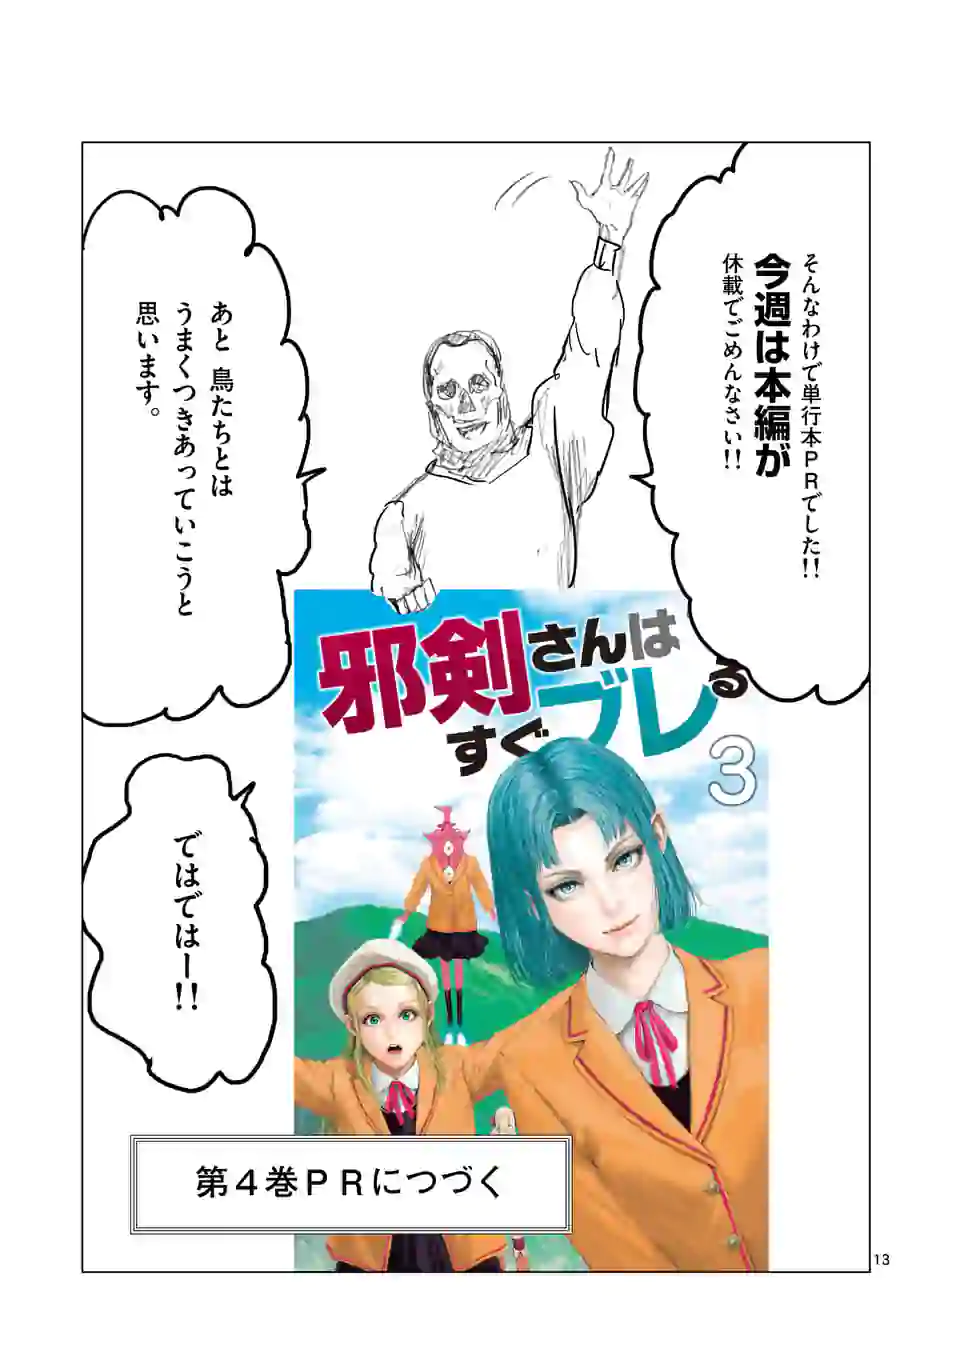 そんなわけで単行本PRでした!!
今週は本編が
休載でごめんなさい!!
あと 鳥たちとは
うまくつきあっていこうと
思います。
邪剣さんは
すぐブレる
3
ではではー!!
第4巻PRにつづく
13